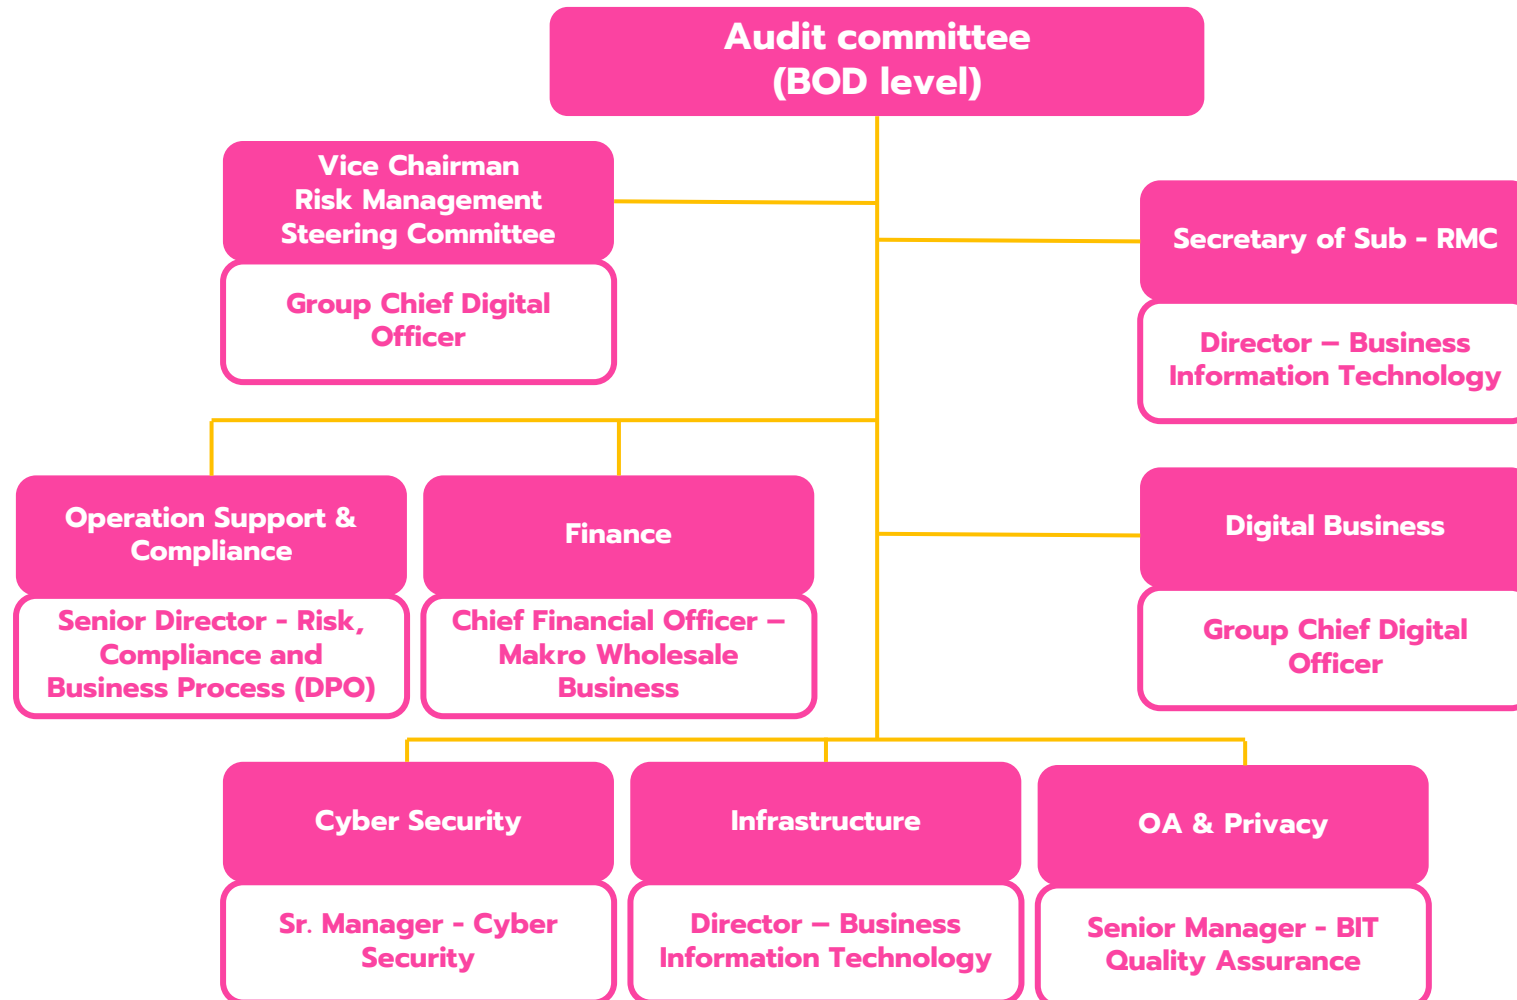 Audit committee
(BOD level)
Vice Chairman
Risk Management
Steering Committee
Group Chief Digital
Officer
Secretary of Sub - RMC
Director – Business
Information Technology
Operation Support &
Compliance
Senior Director - Risk,
Compliance and
Business Process (DPO)
Finance
Chief Financial Officer –
Makro Wholesale
Business
Digital Business
Group Chief Digital
Officer
Cyber Security
Sr. Manager - Cyber
Security
Infrastructure
Director – Business
Information Technology
OA & Privacy
Senior Manager - BIT
Quality Assurance